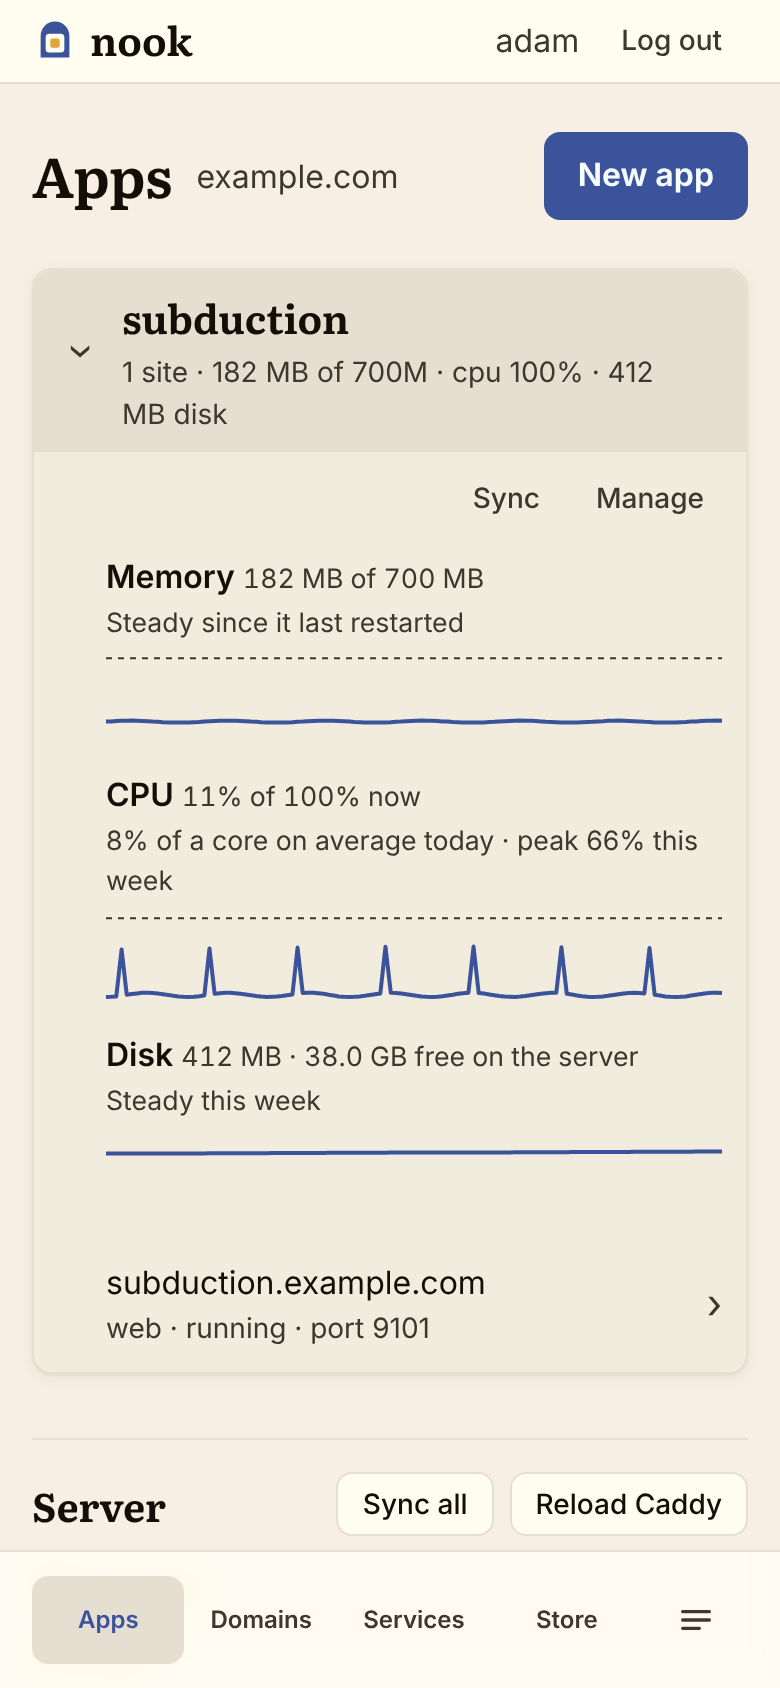 nook
adam
Log out
Apps
example.com
New app
subduction
1 site · 182 MB of 700M · cpu 100% · 412
MB disk
Sync
Manage
Memory 182 MB of 700 MB
Steady since it last restarted
CPU 11% of 100% now
8% of a core on average today · peak 66% this
week
Disk 412 MB · 38.0 GB free on the server
Steady this week
subduction.example.com
web · running · port 9101
Server
Sync all
Reload Caddy
Apps
Domains
Services
Store